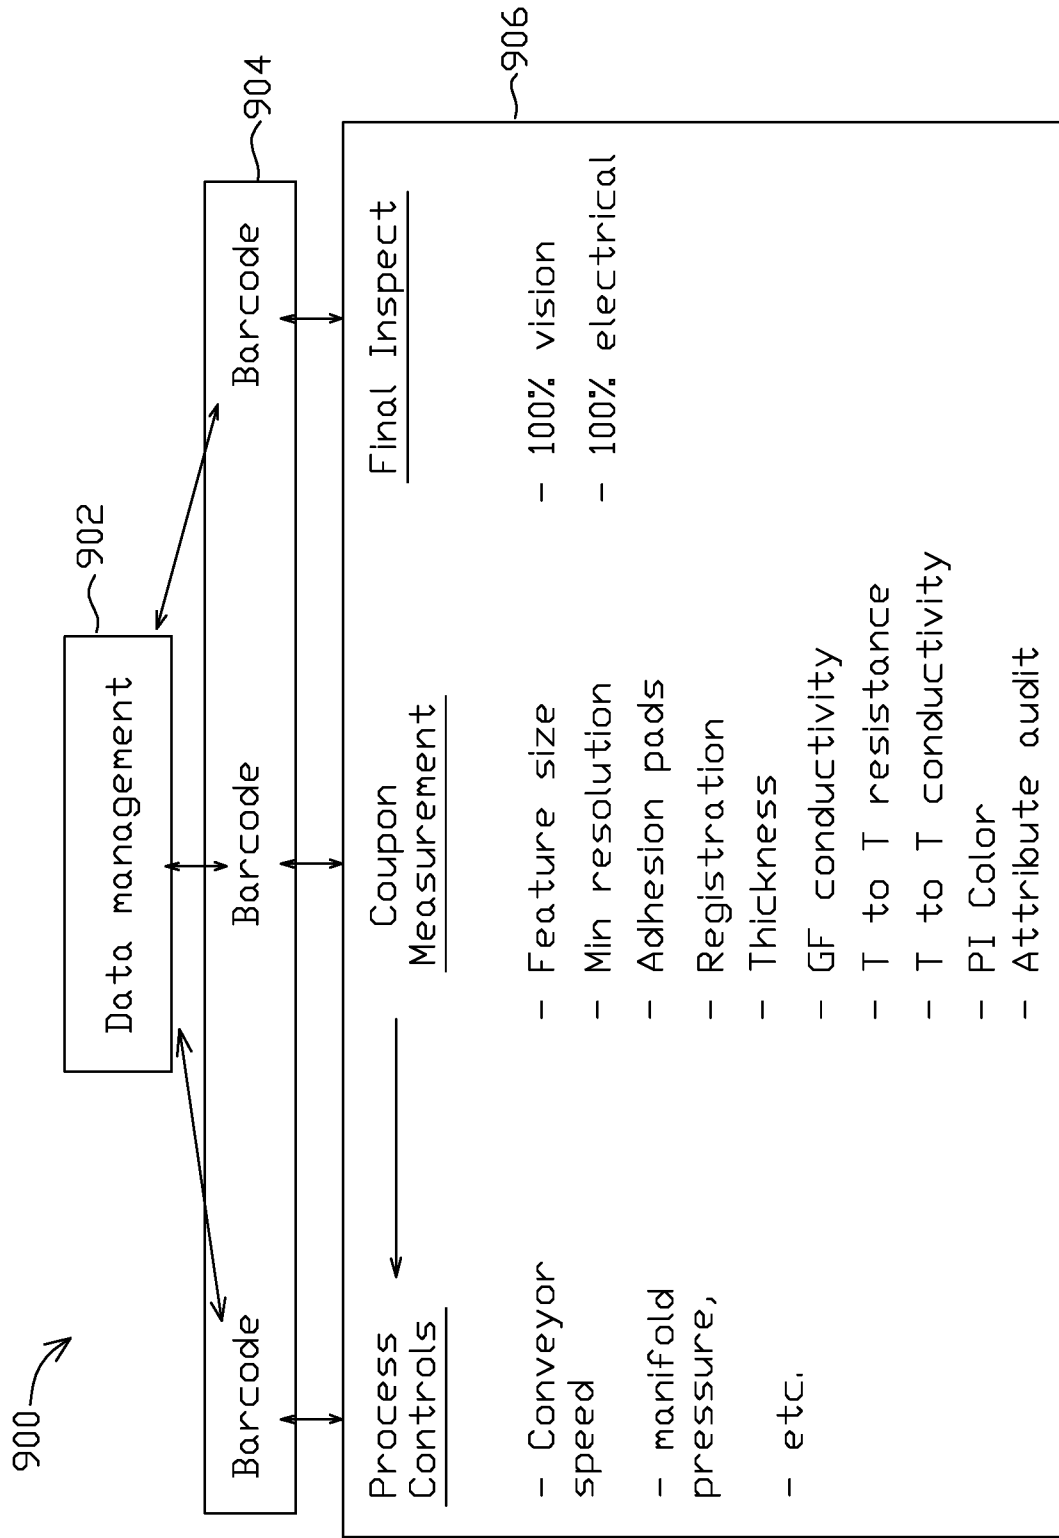 900
902
Data management
904
Barcode
Barcode
Barcode
906
Process
Controls
- Conveyor
speed
- manifold
pressure,
- etc.
Coupon
Measurement
- Feature size
- Min resolution
- Adhesion pads
- Registration
- Thickness
- GF conductivity
- T to T resistance
- T to T conductivity
- PI Color
- Attribute audit
Final Inspect
- 100% vision
- 100% electrical